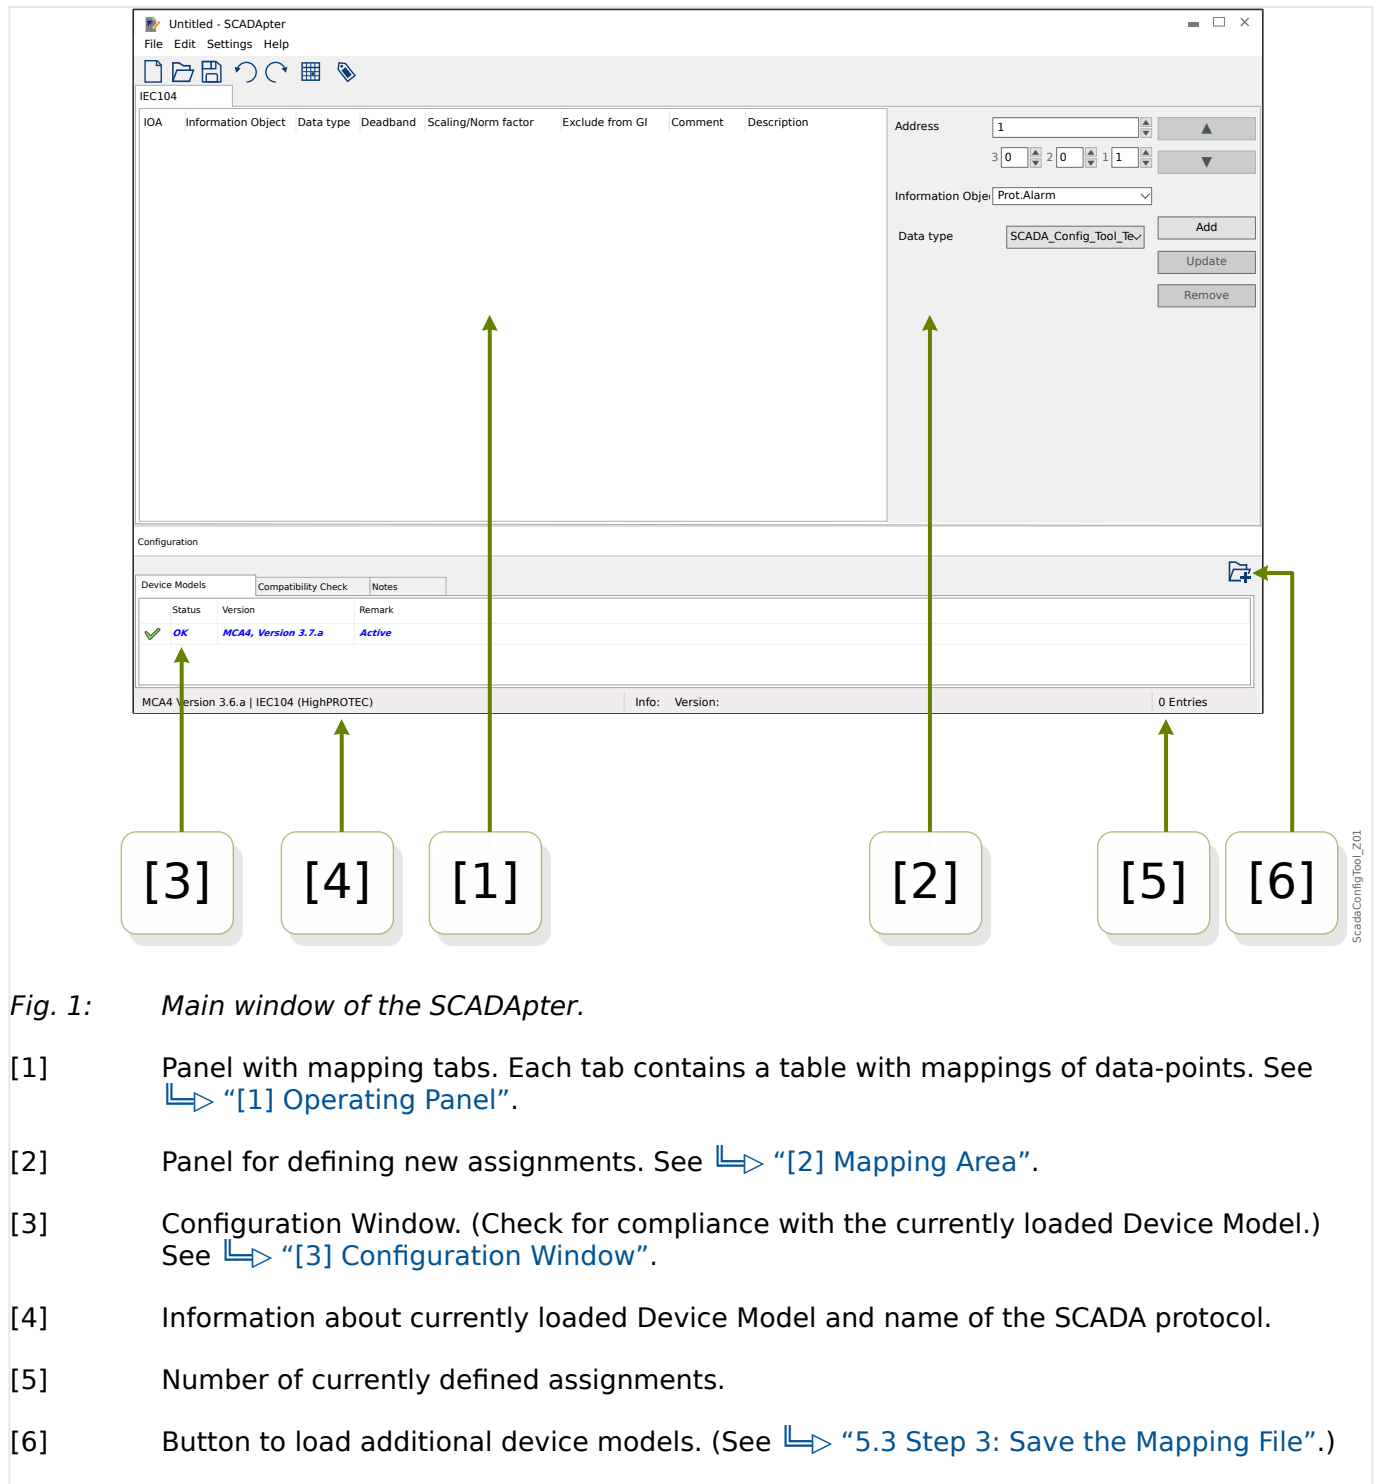 Untitled - SCADApter
File Edit Settings Help
IEC104
IOA Information Object Data type Deadband Scaling/Norm factor Exclude from GI Comment Description
Address 1
3 0 2 0 1 1
Information Obje Prot.Alarm
Data type SCADA_Config_Tool_Te
Add
Update
Remove
Configuration
Device Models Compatibility Check Notes
Status Version Remark
OK MCA4, Version 3.7.a Active
MCA4 Version 3.6.a | IEC104 (HighPROTEC) Info: Version: 0 Entries
[3] [4] [1] [2] [5] [6]
ScadaConfigTool_Z01
Fig. 1: Main window of the SCADApter.
[1] Panel with mapping tabs. Each tab contains a table with mappings of data-points. See
“[1] Operating Panel”.
[2] Panel for defining new assignments. See “[2] Mapping Area”.
[3] Configuration Window. (Check for compliance with the currently loaded Device Model.)
See “[3] Configuration Window”.
[4] Information about currently loaded Device Model and name of the SCADA protocol.
[5] Number of currently defined assignments.
[6] Button to load additional device models. (See “5.3 Step 3: Save the Mapping File”.)